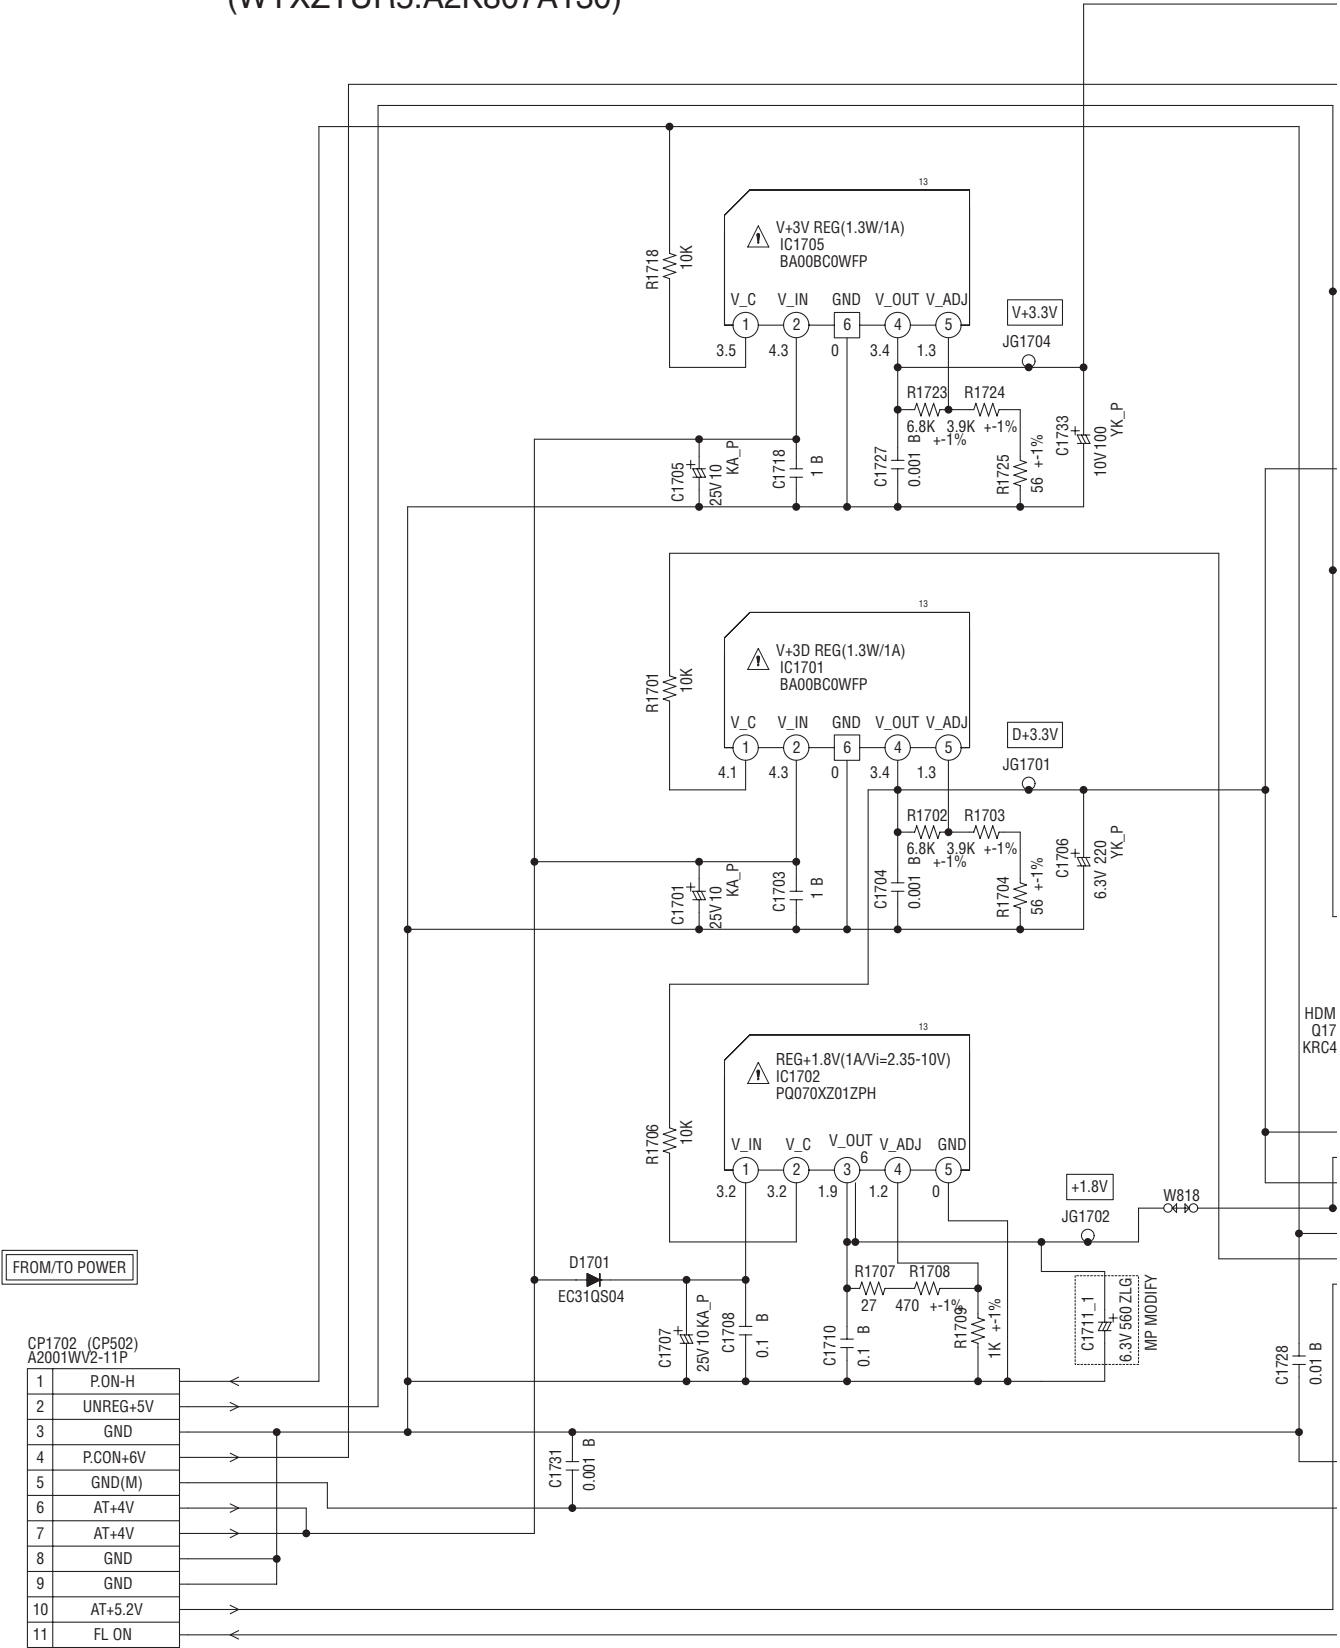 13
V+3V REG(1.3W/1A)
IC1705
BA00BC0WFP
R1718
10K
V_C V_IN GND V_OUT V_ADJ
1 2 6 4 5
3.5 4.3 0 3.4 1.3
V+3.3V
JG1704
R1723 R1724
6.8K 3.9K +-1%
+-1%
C1705
25V10
KA_P
C1718
1 B
C1727
0.001 B
R1725
56 +-1%
C1733
10V100
YK_P
13
V+3D REG(1.3W/1A)
IC1701
BA00BC0WFP
R1701
10K
V_C V_IN GND V_OUT V_ADJ
1 2 6 4 5
4.1 4.3 0 3.4 1.3
D+3.3V
JG1701
R1702 R1703
6.8K 3.9K +-1%
+-1%
C1701
25V10
KA_P
C1703
1 B
C1704
0.001 B
R1704
56 +-1%
C1706
6.3V 220
YK_P
HDM
Q17
KRC4
13
REG+1.8V(1A/Vi=2.35-10V)
IC1702
PQ070XZ01ZPH
R1706
10K
V_IN V_C V_OUT V_ADJ GND
6
1 2 3 4 5
3.2 3.2 1.9 1.2 0
+1.8V
JG1702
W818
FROM/TO POWER
D1701
EC31QS04
R1707 R1708
27 470 +-1%
C1707
25V10 KA_P
C1708
0.1 B
C1710
0.1 B
R1709
1K +-1%
C1711_1
6.3V 560 ZLG
MP MODIFY
C1728
0.01 B
C1731
0.001 B
CP1702 (CP502)
A2001WV2-11P
1 P.ON-H
2 UNREG+5V
3 GND
4 P.CON+6V
5 GND(M)
6 AT+4V
7 AT+4V
8 GND
9 GND
10 AT+5.2V
11 FL ON